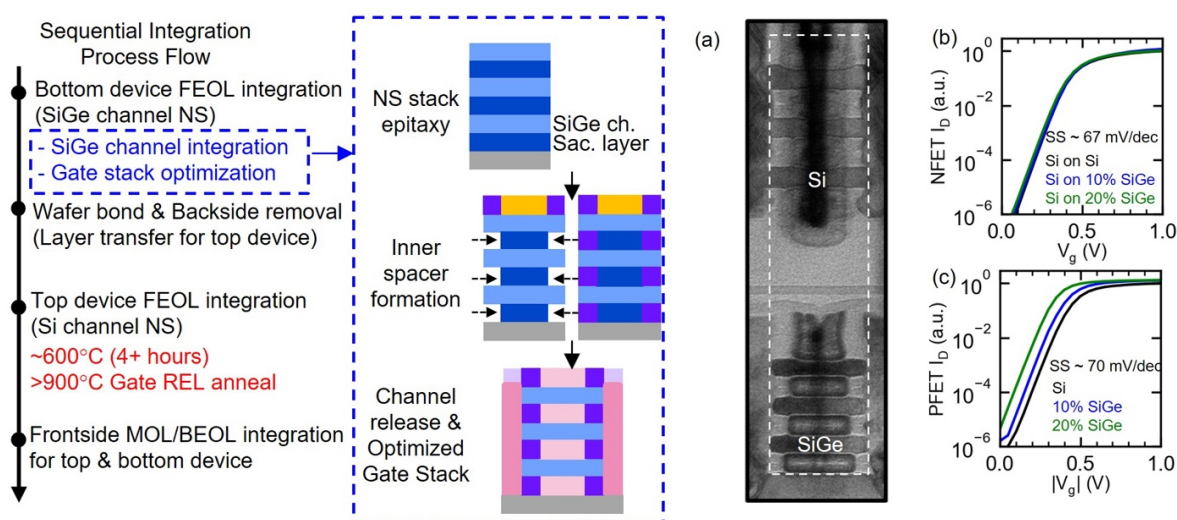 Sequential Integration
Process Flow
Bottom device FEOL integration
(SiGe channel NS)
- SiGe channel integration
- Gate stack optimization
Wafer bond & Backside removal
(Layer transfer for top device)
Top device FEOL integration
(Si channel NS)
~600°C (4+ hours)
>900°C Gate REL anneal
Frontside MOL/BEOL integration
for top & bottom device
NS stack
epitaxy
SiGe ch.
Sac. layer
Inner
spacer
formation
Channel
release &
Optimized
Gate Stack
(a)
Si
SiGe
(b)
NFET I_D (a.u.)
10^0
10^-2
10^-4
10^-6
SS ~ 67 mV/dec
Si on Si
Si on 10% SiGe
Si on 20% SiGe
0.0 0.5 1.0
V_g (V)
(c)
PFET I_D (a.u.)
10^0
10^-2
10^-4
10^-6
SS ~ 70 mV/dec
Si
10% SiGe
20% SiGe
0.0 0.5 1.0
|V_g| (V)